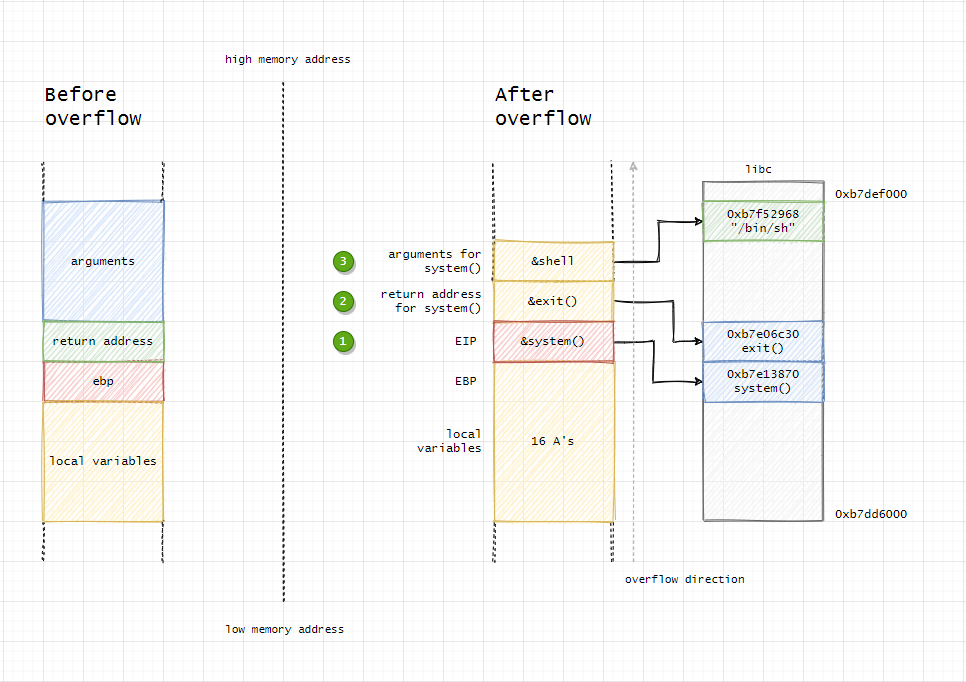 high memory address
Before
overflow
After
overflow
libc
0xb7def000
0xb7f52968
"/bin/sh"
arguments
3
arguments for
system()
&shell
2
return address
for system()
&exit()
return address
1
EIP
&system()
0xb7e06c30
exit()
ebp
EBP
0xb7e13870
system()
local variables
local
variables
16 A's
0xb7dd6000
overflow direction
low memory address